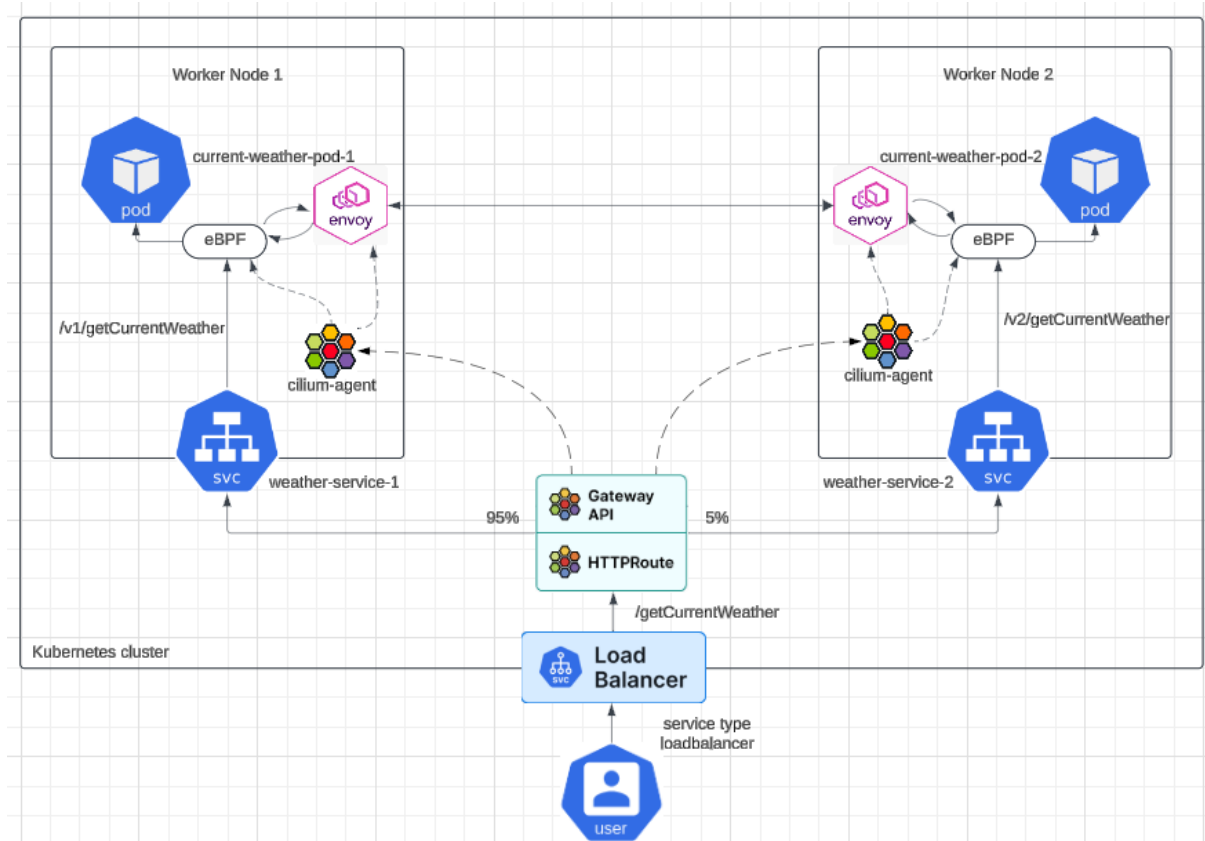 Worker Node 1
Worker Node 2
pod
current-weather-pod-1
envoy
eBPF
current-weather-pod-2
pod
envoy
eBPF
/v1/getCurrentWeather
cilium-agent
/v2/getCurrentWeather
cilium-agent
svc
weather-service-1
svc
weather-service-2
95%
Gateway
API
5%
HTTPRoute
/getCurrentWeather
Kubernetes cluster
svc
Load
Balancer
service type
loadbalancer
user